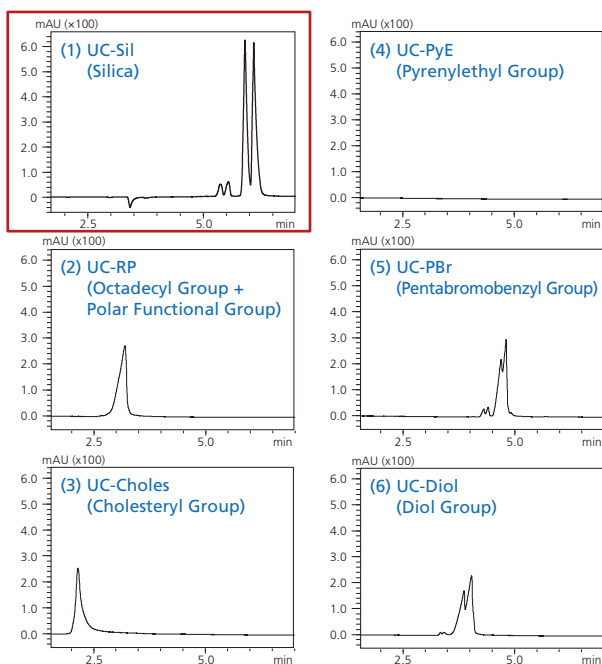 mAU (×100)
(1) UC-Sil
(Silica)
6.0
5.0
4.0
3.0
2.0
1.0
0
2.5
5.0
min
mAU (x100)
(4) UC-PyE
(Pyrenylethyl Group)
6.0
5.0
4.0
3.0
2.0
1.0
0.0
2.5
5.0
min
mAU (x100)
(2) UC-RP
(Octadecyl Group +
Polar Functional Group)
6.0
5.0
4.0
3.0
2.0
1.0
0.0
2.5
5.0
min
mAU (x100)
(5) UC-PBr
(Pentabromobenzyl Group)
6.0
5.0
4.0
3.0
2.0
1.0
0.0
2.5
5.0
min
mAU (x100)
(3) UC-Choles
(Cholesteryl Group)
6.0
5.0
4.0
3.0
2.0
1.0
0.0
2.5
5.0
min
mAU (x100)
(6) UC-Diol
(Diol Group)
6.0
5.0
4.0
3.0
2.0
1.0
0.0
2.5
5.0
min